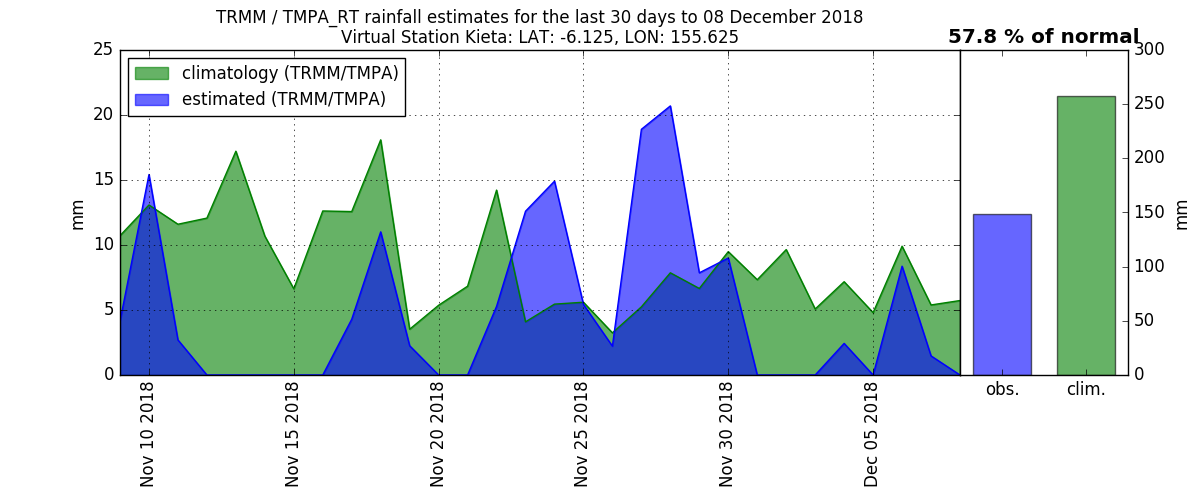 TRMM / TMPA_RT rainfall estimates for the last 30 days to 08 December 2018
Virtual Station Kieta: LAT: -6.125, LON: 155.625
57.8 % of normal
climatology (TRMM/TMPA)
estimated (TRMM/TMPA)
25
20
15
10
5
0
mm
Nov 10 2018
Nov 15 2018
Nov 20 2018
Nov 25 2018
Nov 30 2018
Dec 05 2018
300
250
200
150
100
50
0
mm
obs.
clim.